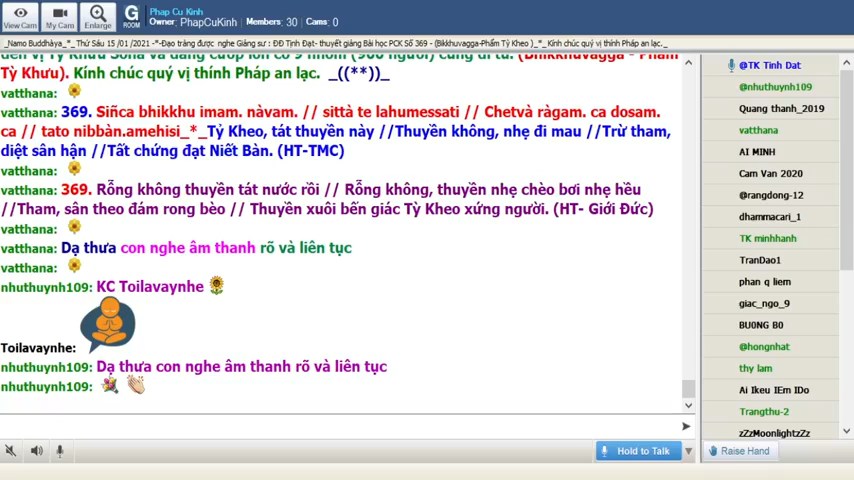 Phap Cu Kinh
Owner: PhapCuKinh Members: 30 Cams: 0
View Cam
My Cam
Enlarge
G
ROOM
_Namo Buddhàya_*_ Thứ Sáu 15 /01/2021 -*-Đạo tràng được nghe Giảng sư : ĐĐ Tịnh Đạt- thuyết giảng Bài học PCK Số 369 - (Bikkhuvagga-Phẩm Tỳ Kheo )_*_Kính chúc quý vị thính Pháp an lạc._
Tỳ Khưu). Kính chúc quý vị thính Pháp an lạc. _((**))_
vatthana:
vatthana: 369. Siñca bhikkhu imam. nàvam. // sittà te lahumessati // Chetvà ràgam. ca dosam.
ca // tato nibbàn.amehisi_*_Tỷ Kheo, tát thuyền này //Thuyền không, nhẹ đi mau //Trừ tham,
diệt sân hận //Tất chứng đạt Niết Bàn. (HT-TMC)
vatthana:
vatthana: 369. Rỗng không thuyền tát nước rồi // Rỗng không, thuyền nhẹ chèo bơi nhẹ hều
//Tham, sân theo đám rong bèo // Thuyền xuôi bến giác Tỳ Kheo xứng người. (HT- Giới Đức)
vatthana:
vatthana: Dạ thưa con nghe âm thanh rõ và liên tục
vatthana:
nhuthuynh109: KC Toilavaynhe
Toilavaynhe:
nhuthuynh109: Dạ thưa con nghe âm thanh rõ và liên tục
nhuthuynh109:
@TK Tinh Dat
@nhuthuynh109
Quang thanh_2019
vatthana
AI MINH
Cam Van 2020
@rangdong-12
dhammacari_1
TK minhhanh
TranDao1
phan q liem
giac_ngo_9
BU0NG B0
@hongnhat
thy lam
Ai lkeu IEm IDo
Trangthu-2
zZzMoonlightzZz
Hold to Talk
Raise Hand